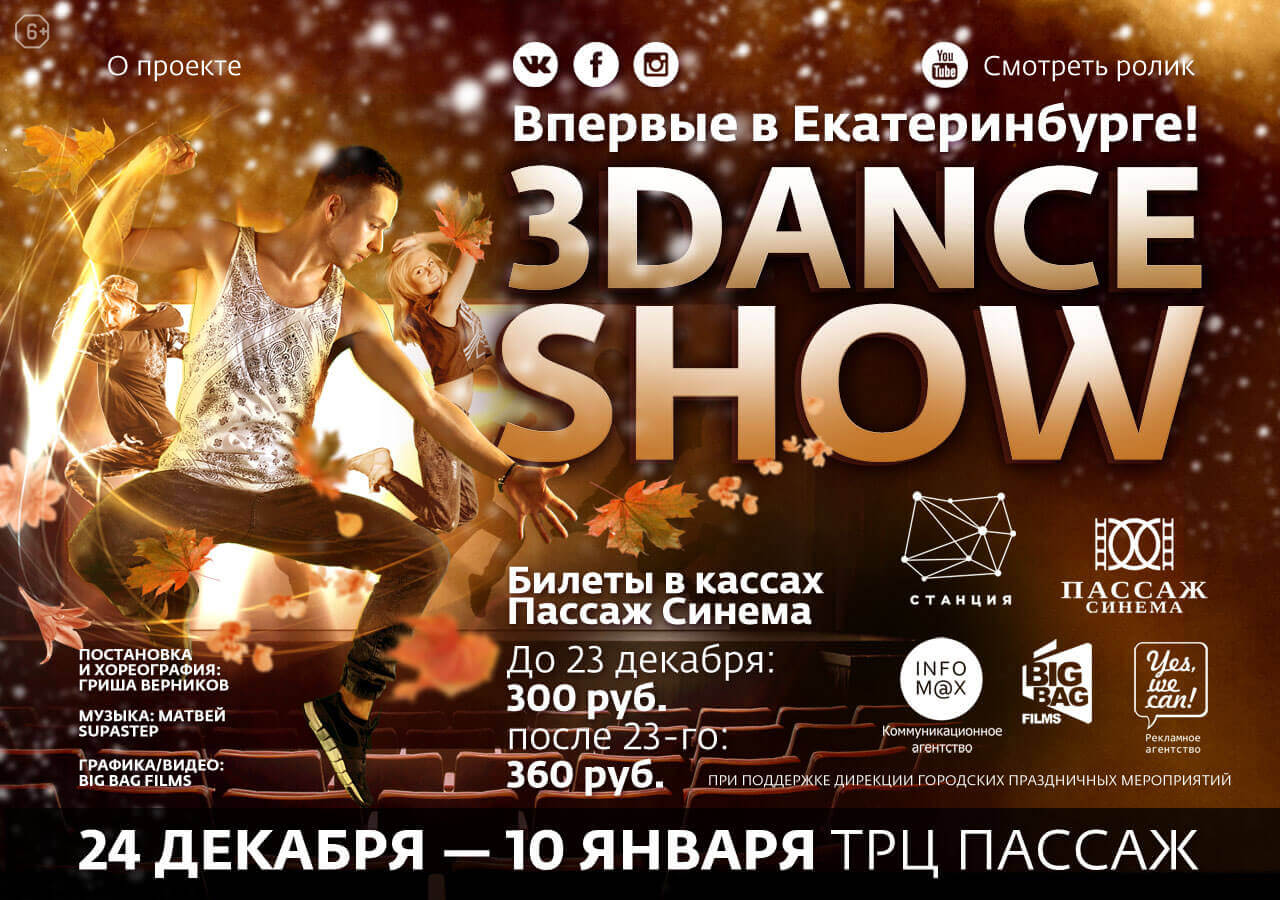 6+
О проекте
You
Tube
Смотреть ролик
Впервые в Екатеринбурге!
3DANCE
SHOW
Билеты в кассах
Пассаж Синема
До 23 декабря:
300 руб.
после 23-го:
360 руб.
ПОСТАНОВКА
И ХОРЕОГРАФИЯ:
ГРИША ВЕРНИКОВ
МУЗЫКА: МАТВЕЙ
SUPASTEP
ГРАФИКА/ВИДЕО:
BIG BAG FILMS
СТАНЦИЯ
ПАССАЖ
СИНЕМА
INFO
M@X
Коммуникационное
агентство
BIG
BAG
FILMS
Yes,
we
can!
Рекламное
агентство
ПРИ ПОДДЕРЖКЕ ДИРЕКЦИИ ГОРОДСКИХ ПРАЗДНИЧНЫХ МЕРОПРИЯТИЙ
24 ДЕКАБРЯ — 10 ЯНВАРЯ ТРЦ ПАССАЖ